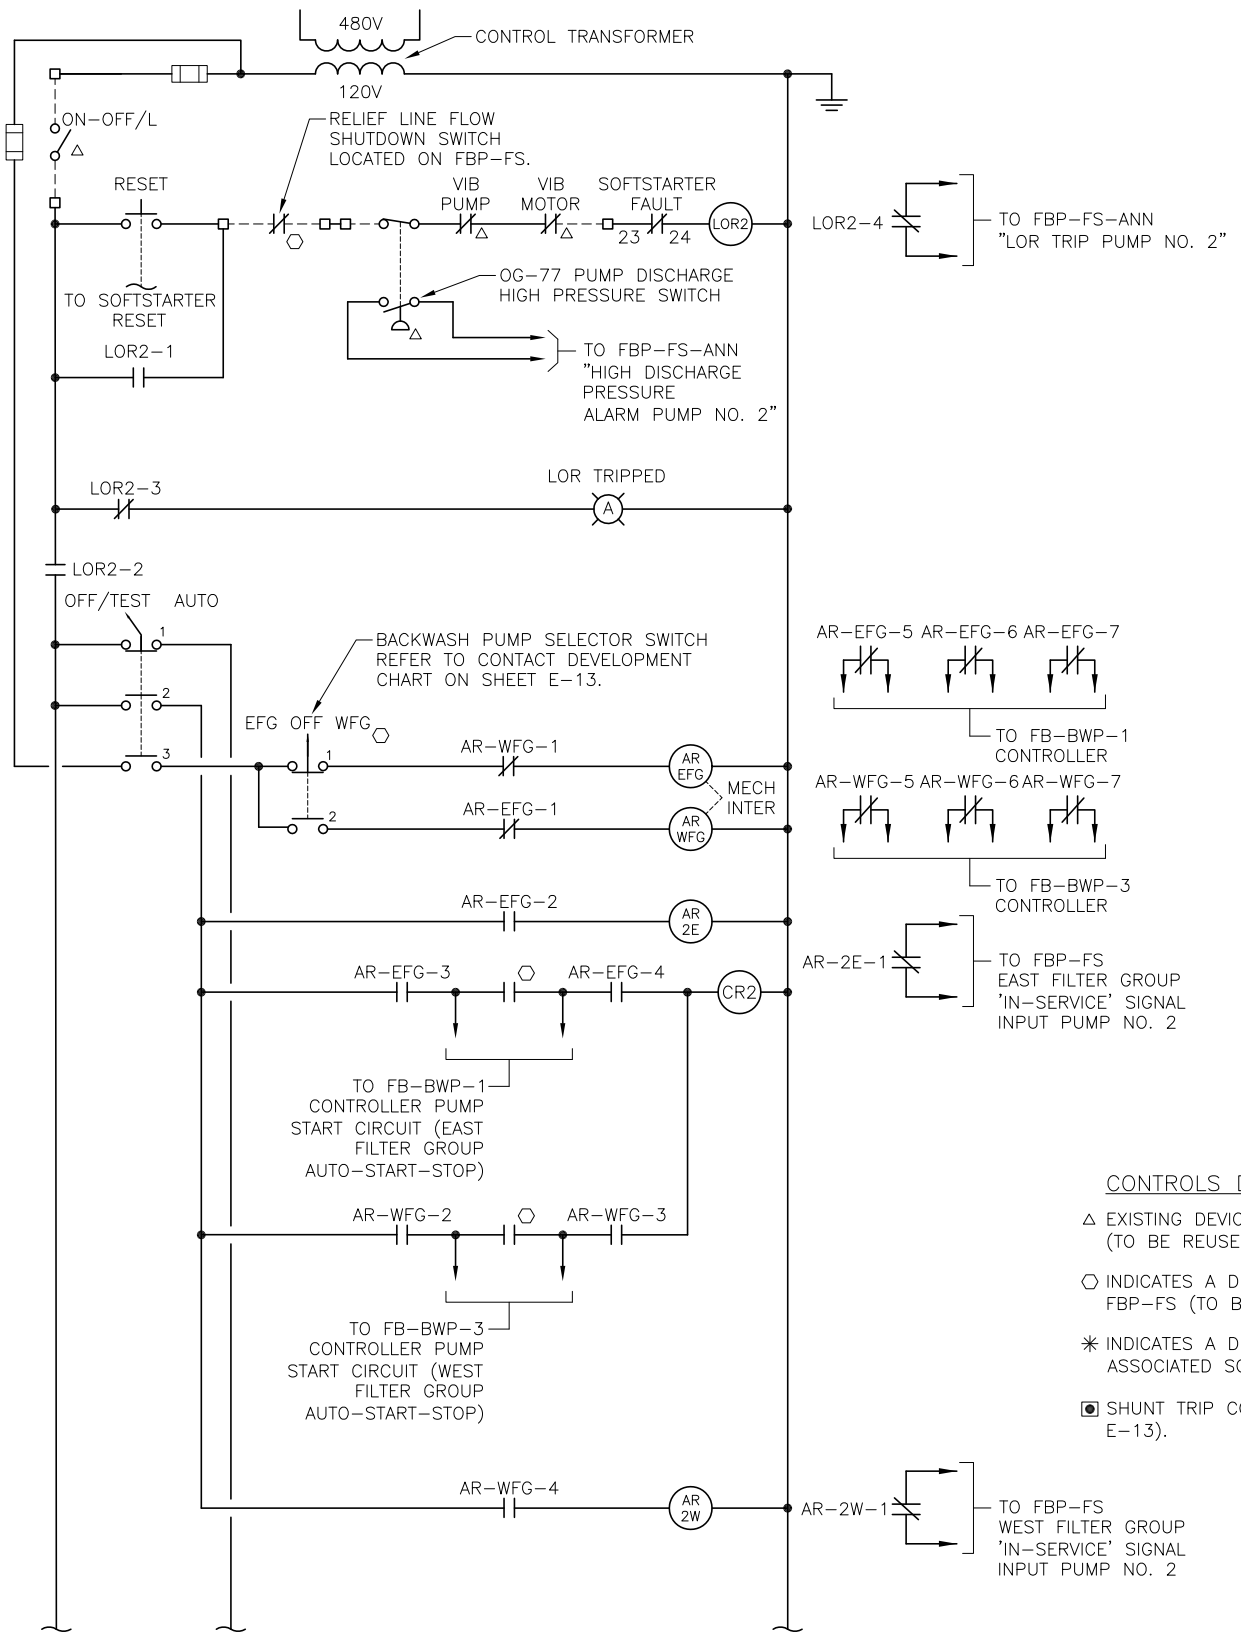 480V
CONTROL TRANSFORMER
120V
ON-OFF/L
RELIEF LINE FLOW
SHUTDOWN SWITCH
LOCATED ON FBP-FS.
RESET
VIB
PUMP
VIB
MOTOR
SOFTSTARTER
FAULT
23
24
LOR2
LOR2-4
TO FBP-FS-ANN
"LOR TRIP PUMP NO. 2"
TO SOFTSTARTER
RESET
OG-77 PUMP DISCHARGE
HIGH PRESSURE SWITCH
LOR2-1
TO FBP-FS-ANN
"HIGH DISCHARGE
PRESSURE
ALARM PUMP NO. 2"
LOR2-3
LOR TRIPPED
A
LOR2-2
OFF/TEST AUTO
1
2
3
BACKWASH PUMP SELECTOR SWITCH
REFER TO CONTACT DEVELOPMENT
CHART ON SHEET E-13.
EFG OFF WFG
1
2
AR-WFG-1
AR
EFG
MECH
INTER
AR-EFG-1
AR
WFG
AR-EFG-5 AR-EFG-6 AR-EFG-7
TO FB-BWP-1
CONTROLLER
AR-WFG-5 AR-WFG-6 AR-WFG-7
TO FB-BWP-3
CONTROLLER
AR-EFG-2
AR
2E
AR-2E-1
TO FBP-FS
EAST FILTER GROUP
'IN-SERVICE' SIGNAL
INPUT PUMP NO. 2
AR-EFG-3
AR-EFG-4
CR2
TO FB-BWP-1
CONTROLLER PUMP
START CIRCUIT (EAST
FILTER GROUP
AUTO-START-STOP)
AR-WFG-2
AR-WFG-3
TO FB-BWP-3
CONTROLLER PUMP
START CIRCUIT (WEST
FILTER GROUP
AUTO-START-STOP)
CONTROLS
EXISTING
(TO BE
INDICATES A
FBP-FS (TO
INDICATES A
ASSOCIATED
SHUNT TRIP
E-13).
AR-WFG-4
AR
2W
AR-2W-1
TO FBP-FS
WEST FILTER GROUP
'IN-SERVICE' SIGNAL
INPUT PUMP NO. 2